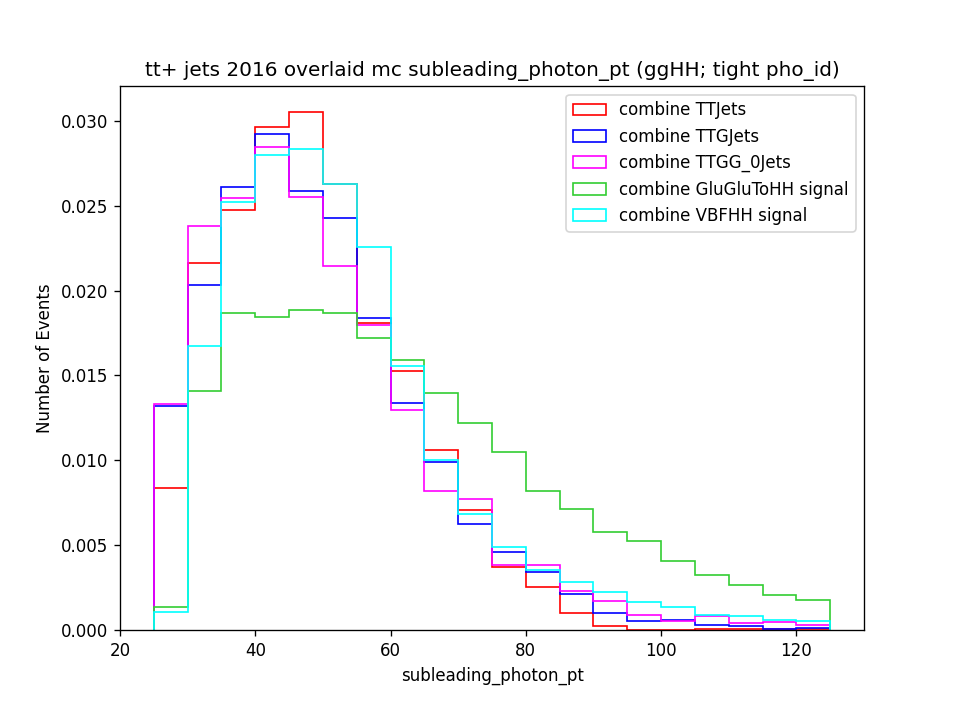 tt+ jets 2016 overlaid mc subleading_photon_pt (ggHH; tight pho_id)
combine TTJets
combine TTGJets
combine TTGG_0Jets
combine GluGluToHH signal
combine VBFHH signal
0.030
0.025
0.020
0.015
0.010
0.005
0.000
Number of Events
20 40 60 80 100 120
subleading_photon_pt